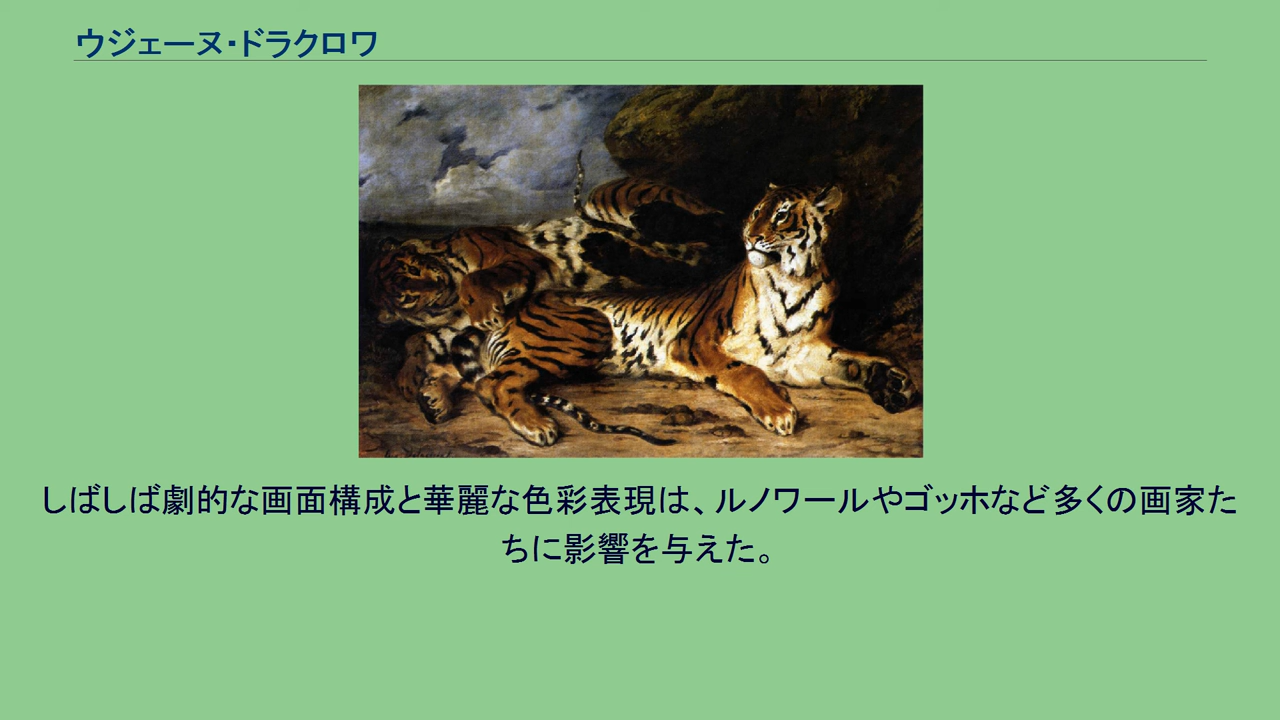 ウジェーヌ・ドラクロワ
しばしば劇的な画面構成と華麗な色彩表現は、ルノワールやゴッホなど多くの画家た
ちに影響を与えた。